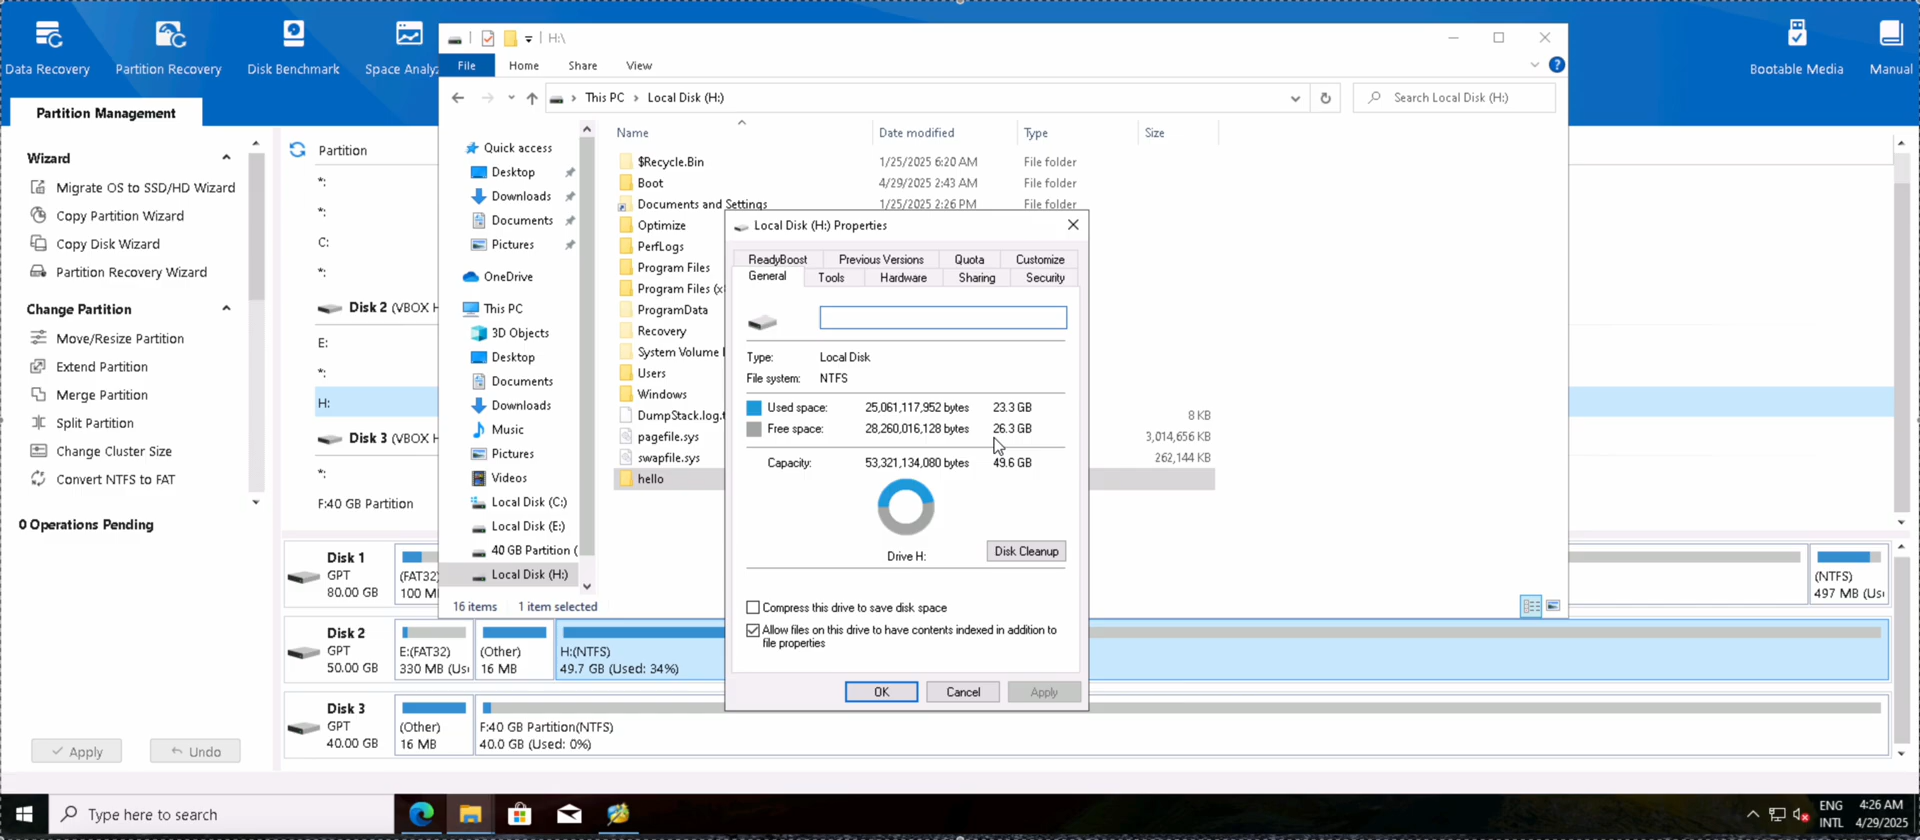 Data Recovery
Partition Recovery
Disk Benchmark
Space Analyz
Bootable Media
Manual
H:\
File
Home
Share
View
This PC > Local Disk (H:)
Search Local Disk (H:)
Partition Management
Wizard
Migrate OS to SSD/HD Wizard
Copy Partition Wizard
Copy Disk Wizard
Partition Recovery Wizard
Change Partition
Move/Resize Partition
Extend Partition
Merge Partition
Split Partition
Change Cluster Size
Convert NTFS to FAT
0 Operations Pending
Apply
Undo
Partition
*:
*:
C:
*:
Disk 2 (VBOX H
E:
*:
H:
Disk 3 (VBOX H
*:
F:40 GB Partition
Quick access
Desktop
Downloads
Documents
Pictures
OneDrive
This PC
3D Objects
Desktop
Documents
Downloads
Music
Pictures
Videos
Local Disk (C:)
Local Disk (E:)
40 GB Partition (
Local Disk (H:)
16 items 1 item selected
Name Date modified Type Size
$Recycle.Bin 1/25/2025 6:20 AM File folder
Boot 4/29/2025 2:43 AM File folder
Documents and Settings 1/25/2025 2:26 PM File folder
Optimize
PerfLogs
Program Files
Program Files (x
ProgramData
Recovery
System Volume I
Users
Windows
DumpStack.log.t 8 KB
pagefile.sys 3,014,656 KB
swapfile.sys 262,144 KB
hello
Local Disk (H:) Properties
ReadyBoost Previous Versions Quota Customize
General Tools Hardware Sharing Security
Type: Local Disk
File system: NTFS
Used space: 25,061,117,952 bytes 23.3 GB
Free space: 28,260,016,128 bytes 26.3 GB
Capacity: 53,321,134,080 bytes 49.6 GB
Drive H:
Disk Cleanup
Compress this drive to save disk space
Allow files on this drive to have contents indexed in addition to
file properties
OK
Cancel
Apply
Disk 1
GPT
80.00 GB
(FAT32)
100 M
(NTFS)
497 MB (Us
Disk 2
GPT
50.00 GB
E:(FAT32)
330 MB (Us
(Other)
16 MB
H:(NTFS)
49.7 GB (Used: 34%)
Disk 3
GPT
40.00 GB
(Other)
16 MB
F:40 GB Partition(NTFS)
40.0 GB (Used: 0%)
Type here to search
ENG
INTL
4:26 AM
4/29/2025